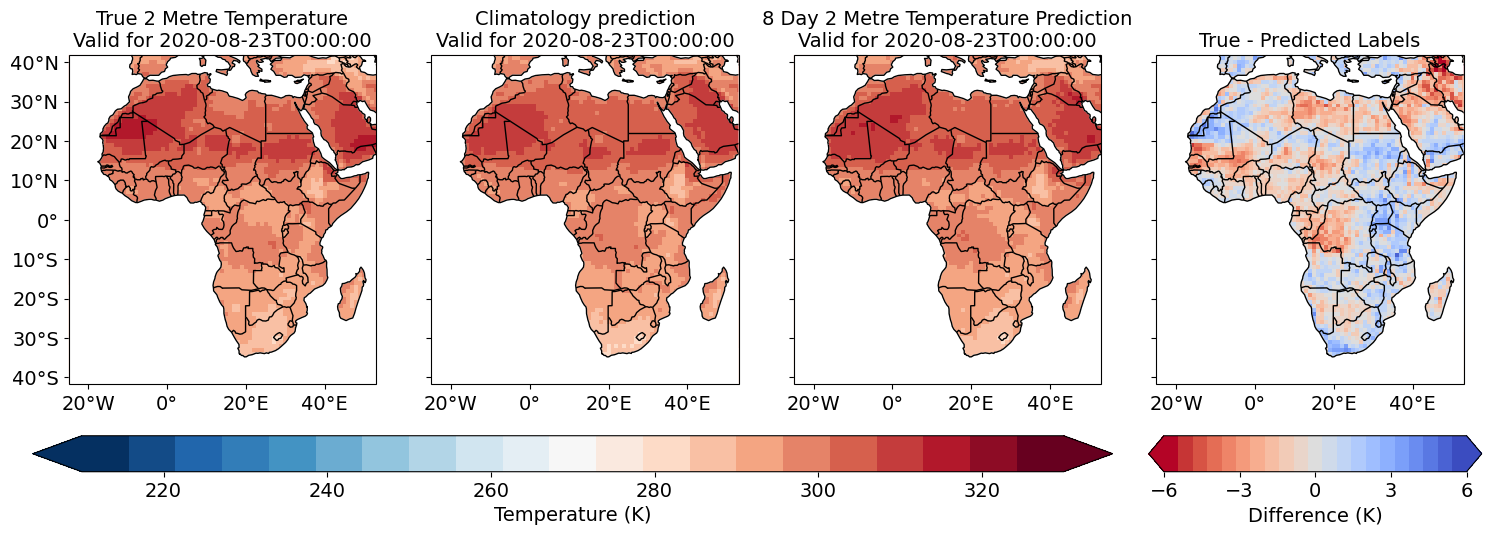 True 2 Metre Temperature
Valid for 2020-08-23T00:00:00
Climatology prediction
Valid for 2020-08-23T00:00:00
8 Day 2 Metre Temperature Prediction
Valid for 2020-08-23T00:00:00
True - Predicted Labels
40°N
30°N
20°N
10°N
0°
10°S
20°S
30°S
40°S
20°W 0° 20°E 40°E
20°W 0° 20°E 40°E
20°W 0° 20°E 40°E
20°W 0° 20°E 40°E
220 240 260 280 300 320
Temperature (K)
−6 −3 0 3 6
Difference (K)